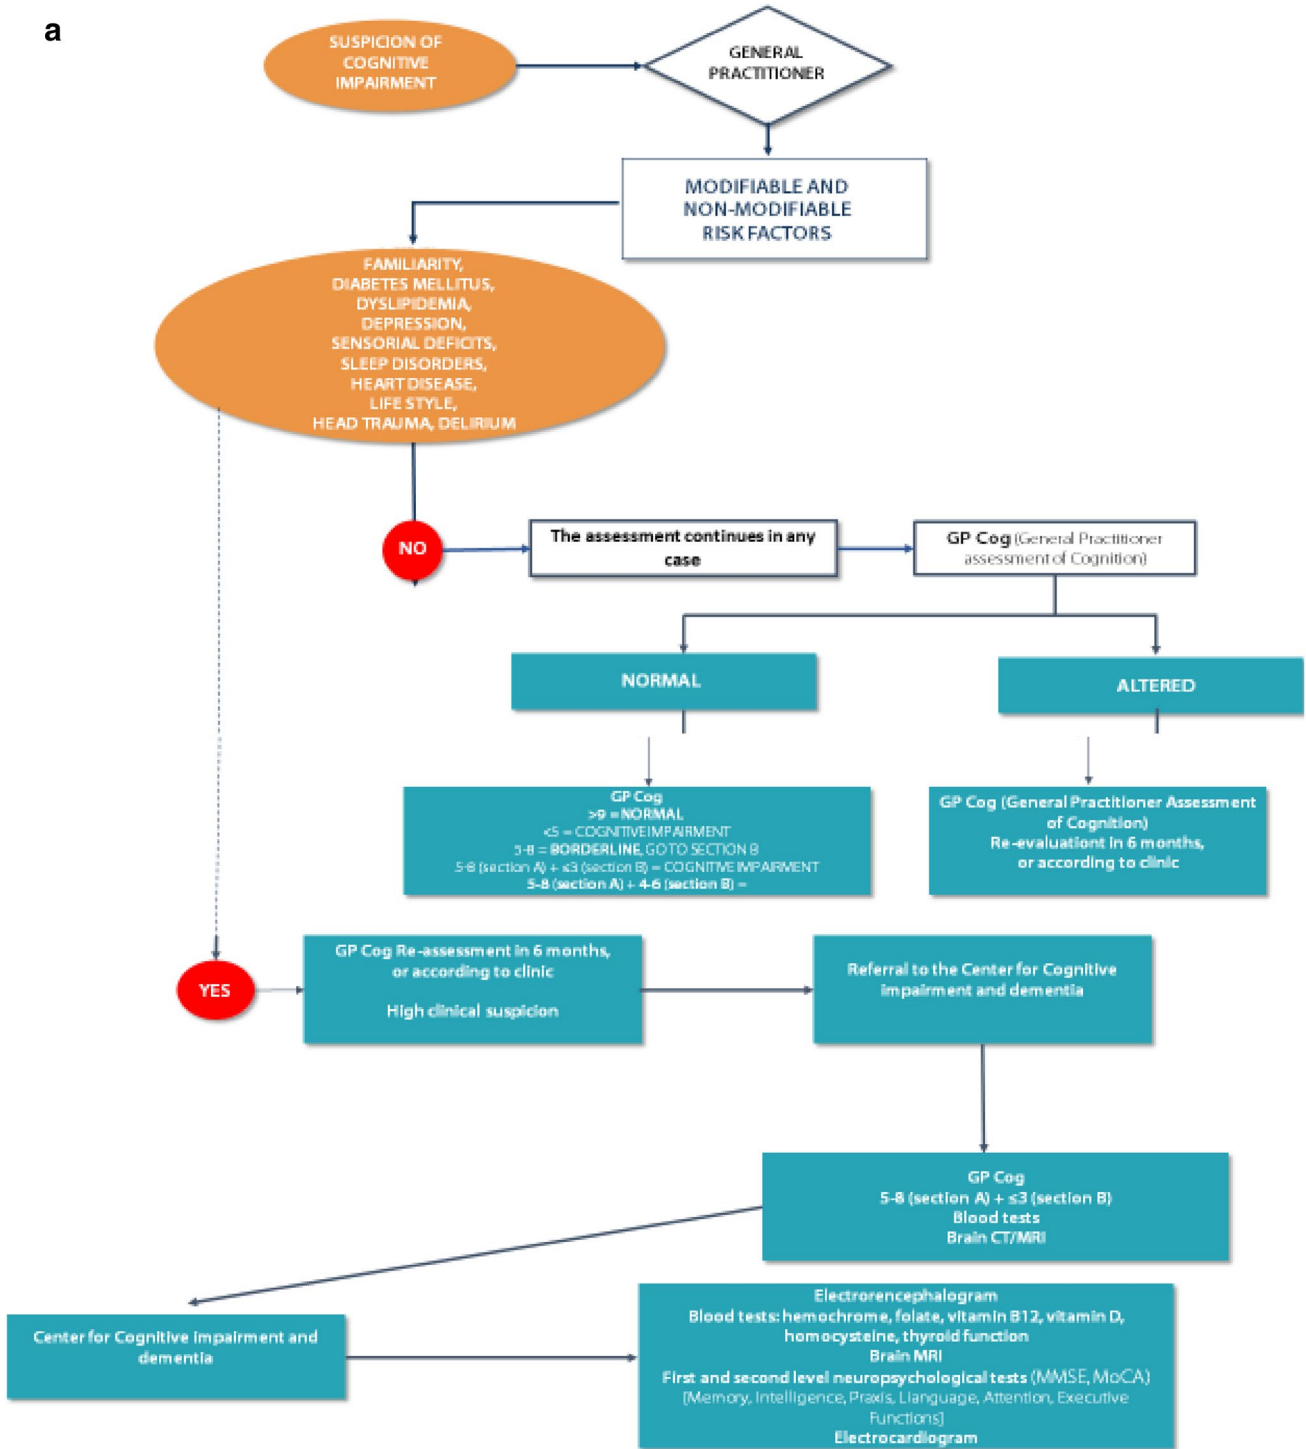 a
SUSPICION OF
COGNITIVE
IMPAIRMENT
GENERAL
PRACTITIONER
MODIFIABLE AND
NON-MODIFIABLE
RISK FACTORS
FAMILIARITY,
DIABETES MELLITUS,
DYSLIPIDEMIA,
DEPRESSION,
SENSORIAL DEFICITS,
SLEEP DISORDERS,
HEART DISEASE,
LIFE STYLE,
HEAD TRAUMA, DELIRIUM
NO
The assessment continues in any
case
GP Cog (General Practitioner
assessment of Cognition)
NORMAL
ALTERED
GP Cog
>9 = NORMAL
<5 = COGNITIVE IMPAIRMENT
5-8 = BORDERLINE, GO TO SECTION B
5-8 (section A) + ≤3 (section B) = COGNITIVE IMPAIRMENT
5-8 (section A) + 4-6 (section B) =
GP Cog (General Practitioner Assessment
of Cognition)
Re-evaluationt in 6 months,
or according to clinic
YES
GP Cog Re-assessment in 6 months,
or according to clinic
High clinical suspicion
Referral to the Center for Cognitive
impairment and dementia
GP Cog
5-8 (section A) + ≤3 (section B)
Blood tests
Brain CT/MRI
Center for Cognitive impairment and
dementia
Electrorencephalogram
Blood tests: hemochrome, folate, vitamin B12, vitamin D,
homocysteine, thyroid function
Brain MRI
First and second level neuropsychological tests (MMSE, MoCA)
[Memory, Intelligence, Praxis, Llanguage, Attention, Executive
Functions]
Electrocardiogram